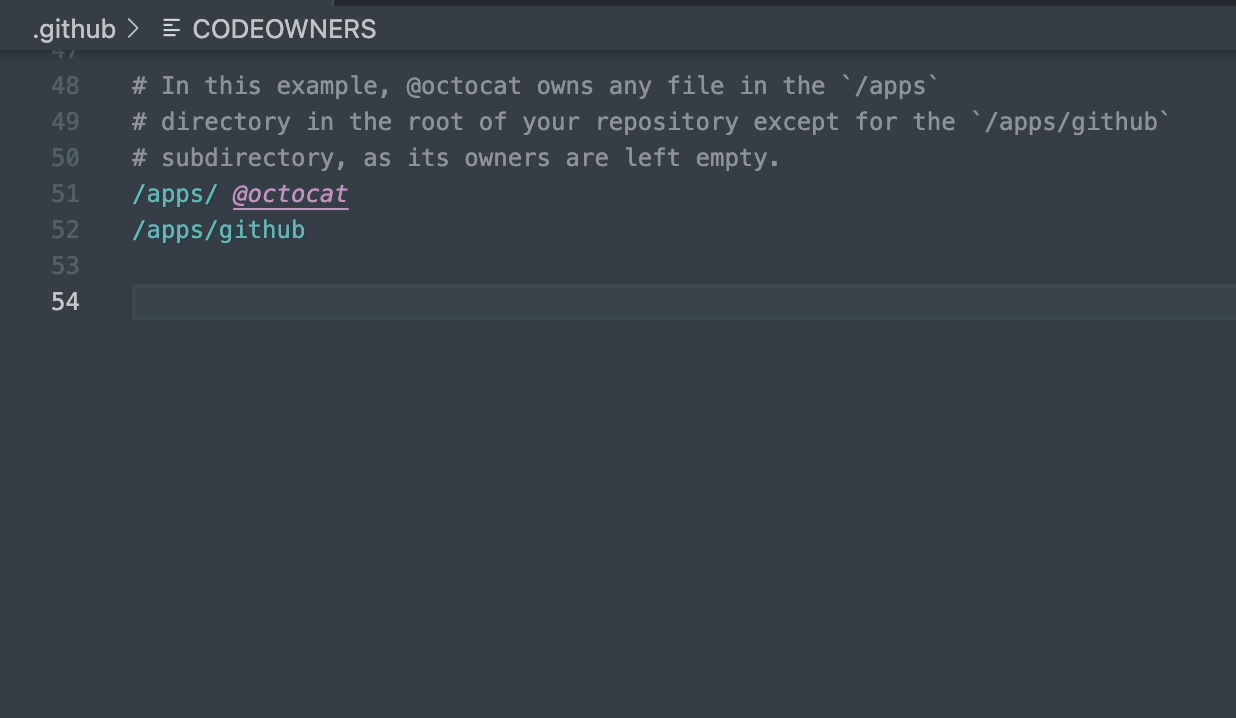 .github > CODEOWNERS
47
48 # In this example, @octocat owns any file in the `/apps`
49 # directory in the root of your repository except for the `/apps/github`
50 # subdirectory, as its owners are left empty.
51 /apps/ @octocat
52 /apps/github
53
54